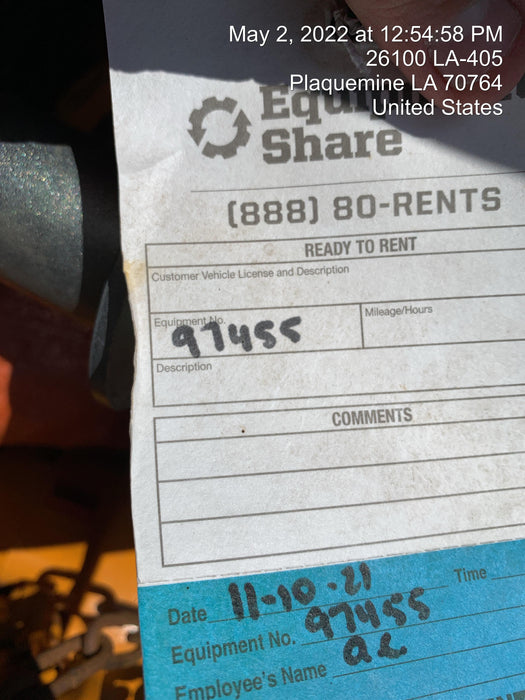 May 2, 2022 at 12:54:58 PM
26100 LA-405
Plaquemine LA 70764
United States
Share
(888) 80-RENTS
READY TO RENT
Customer Vehicle License and Description
Equipment No. 97455 Mileage/Hours
Description
COMMENTS
Date 11-10-21 Time
Equipment No. 97455
Employee's Name